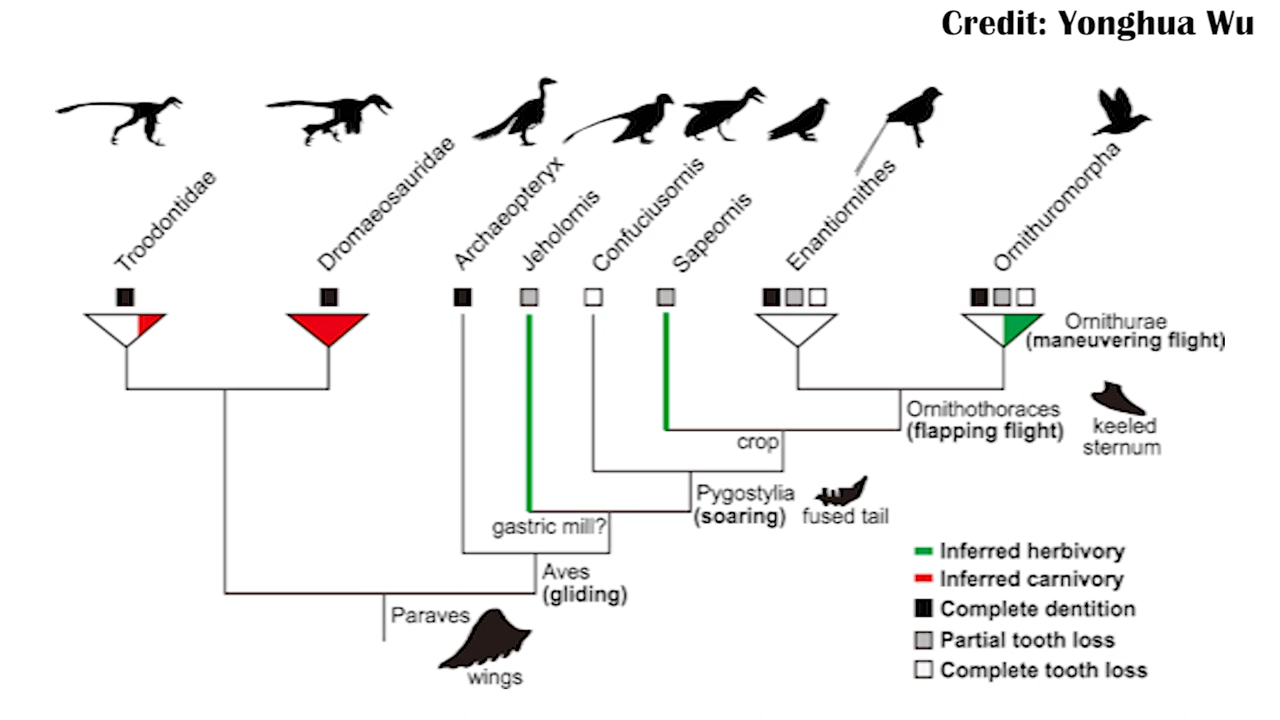 Credit: Yonghua Wu
Troodontidae
Dromaeosauridae
Archaeopteryx
Jeholornis
Confuciusornis
Sapeornis
Enantiornithes
Ornithuromorpha
Ornithurae
(maneuvering flight)
Ornithothoraces
(flapping flight)
keeled
sternum
crop
Pygostylia
(soaring)
fused tail
gastric mill?
Aves
(gliding)
Paraves
wings
Inferred herbivory
Inferred carnivory
Complete dentition
Partial tooth loss
Complete tooth loss